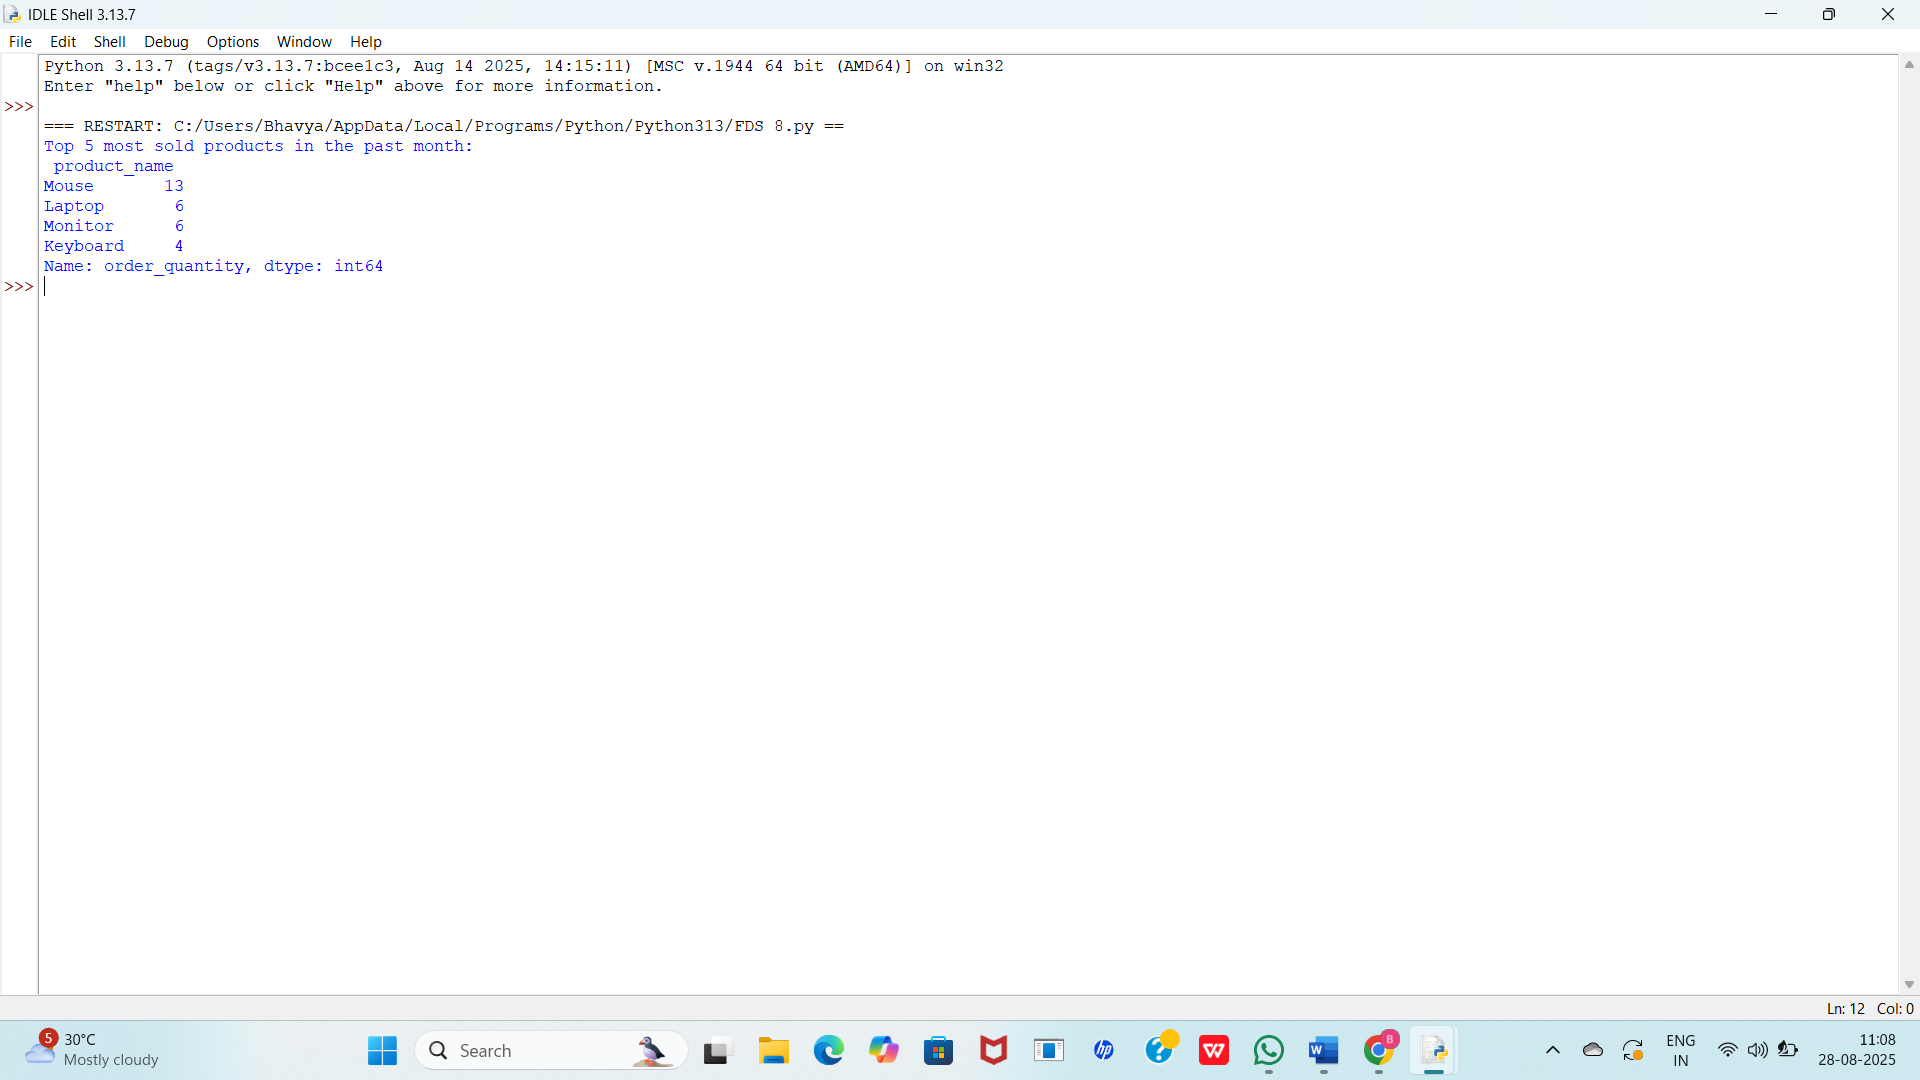 IDLE Shell 3.13.7
File Edit Shell Debug Options Window Help
Python 3.13.7 (tags/v3.13.7:bcee1c3, Aug 14 2025, 14:15:11) [MSC v.1944 64 bit (AMD64)] on win32
Enter "help" below or click "Help" above for more information.
>>>
=== RESTART: C:/Users/Bhavya/AppData/Local/Programs/Python/Python313/FDS 8.py ==
Top 5 most sold products in the past month:
product_name
Mouse 13
Laptop 6
Monitor 6
Keyboard 4
Name: order_quantity, dtype: int64
>>>
Ln: 12 Col: 0
5
30°C
Mostly cloudy
Search
hp
?
W
W
B
ENG
IN
11:08
28-08-2025